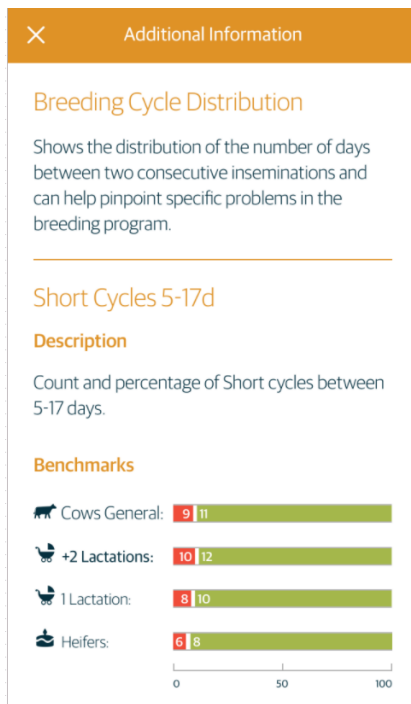 Additional Information
Breeding Cycle Distribution
Shows the distribution of the number of days
between two consecutive inseminations and
can help pinpoint specific problems in the
breeding program.
Short Cycles 5-17d
Description
Count and percentage of Short cycles between
5-17 days.
Benchmarks
Cows General: 9 11
+2 Lactations: 10 12
1 Lactation: 8 10
Heifers: 6 8
0 50 100